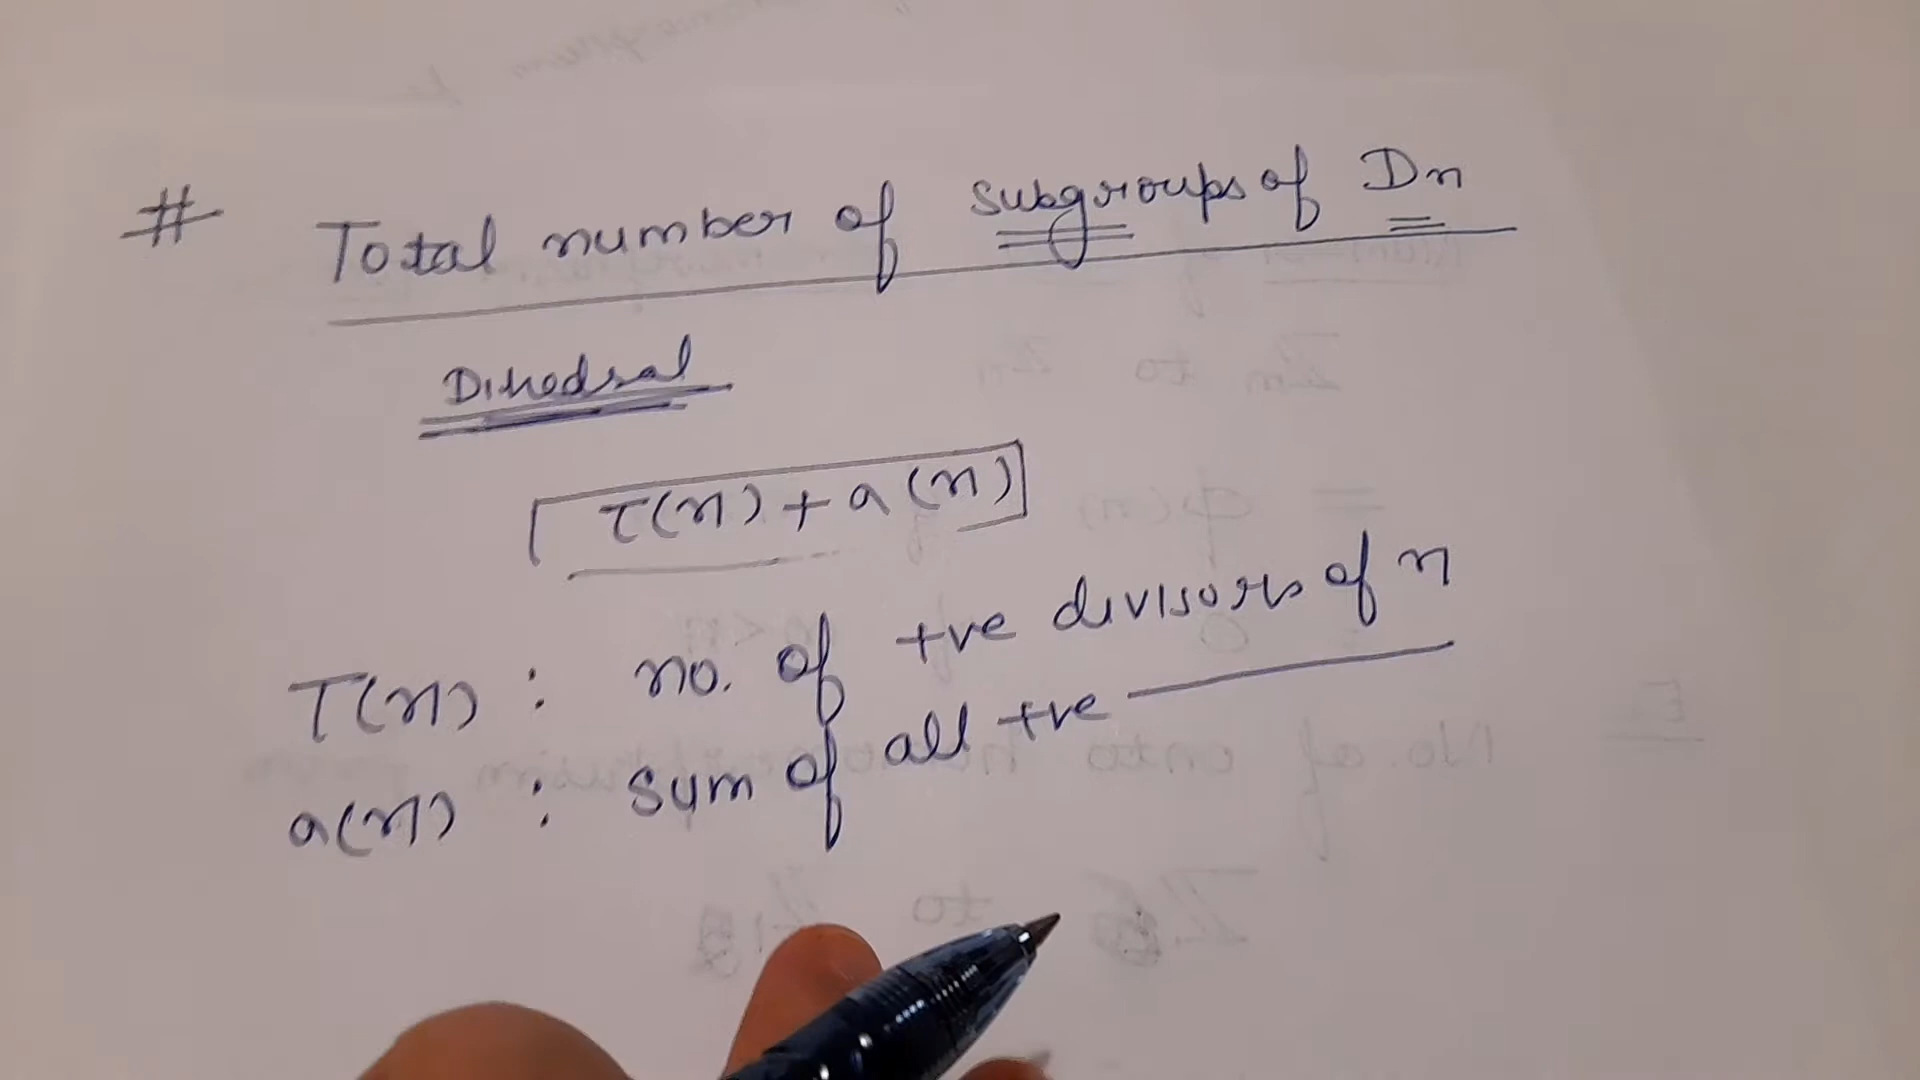 # Total number of subgroups of Dn
Dihedral
τ(n) + a(n)
T(n) : no. of +ve divisors of n
a(n) : sum of all +ve